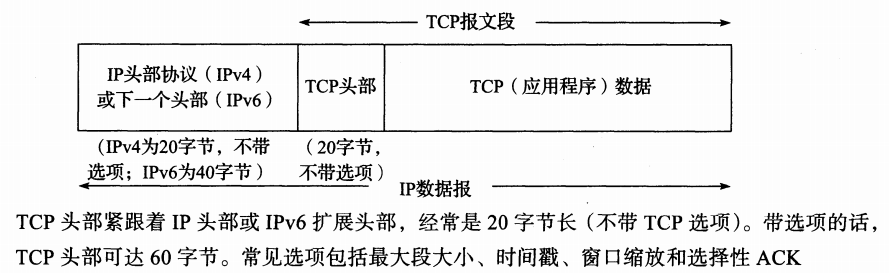 TCP报文段
IP头部协议(IPv4)
或下一个头部(IPv6)
TCP头部
TCP(应用程序)数据
(IPv4为20字节,不带
选项;IPv6为40字节)
(20字节,
不带选项)
IP数据报
TCP 头部紧跟着 IP 头部或 IPv6 扩展头部,经常是 20 字节长(不带 TCP 选项)。带选项的话,
TCP 头部可达 60 字节。常见选项包括最大段大小、时间戳、窗口缩放和选择性 ACK